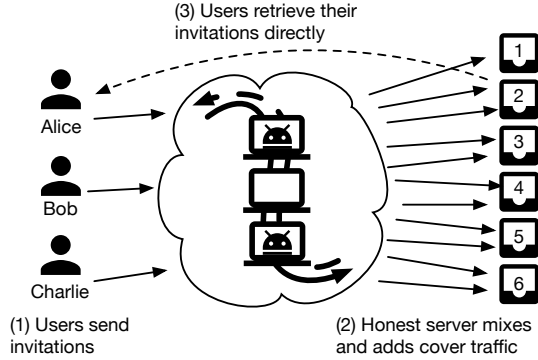 (3) Users retrieve their
invitations directly
1
2
Alice
3
4
Bob
5
Charlie
6
(1) Users send
invitations
(2) Honest server mixes
and adds cover traffic